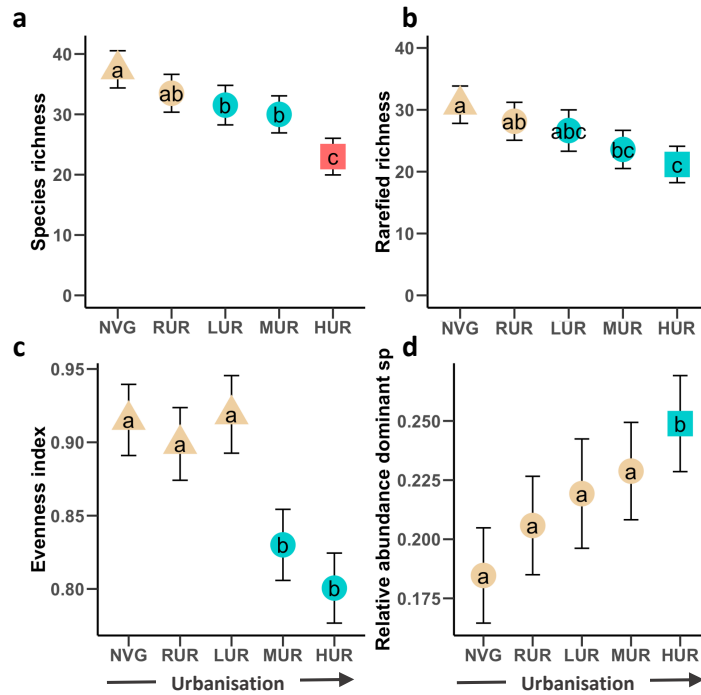 a
Species richness
40
30
20
10
0
a
ab
b
b
c
NVG RUR LUR MUR HUR
b
Rarefied richness
40
30
20
10
0
a
ab
abc
bc
c
NVG RUR LUR MUR HUR
c
Evenness index
0.95
0.90
0.85
0.80
a
a
a
b
b
NVG RUR LUR MUR HUR
Urbanisation
d
Relative abundance dominant sp
0.250
0.225
0.200
0.175
a
a
a
a
b
NVG RUR LUR MUR HUR
Urbanisation